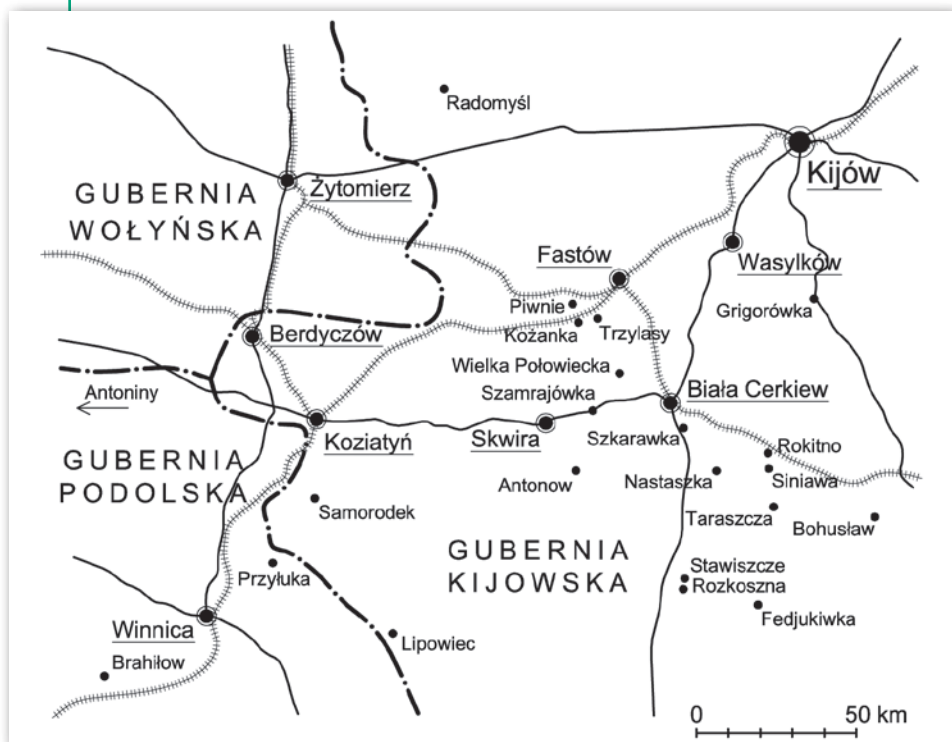 Radomyśl
Kijów
Żytomierz
GUBERNIA
WOŁYŃSKA
Fastów
Wasylków
Piwnie
Grigorówka
Kożanka
Trzylasy
Berdyczów
Wielka Połowiecka
Antoniny
Szamrajówka
Biała Cerkiew
Koziatyń
Skwira
Szkarawka
Rokitno
GUBERNIA
PODOLSKA
Antonow
Nastaszka
Siniawa
Samorodek
Taraszcza
Bohusław
GUBERNIA
KIJOWSKA
Przyłuka
Stawiszcze
Rozkoszna
Fedjukiwka
Winnica
Lipowiec
Brahiłow
0 50 km